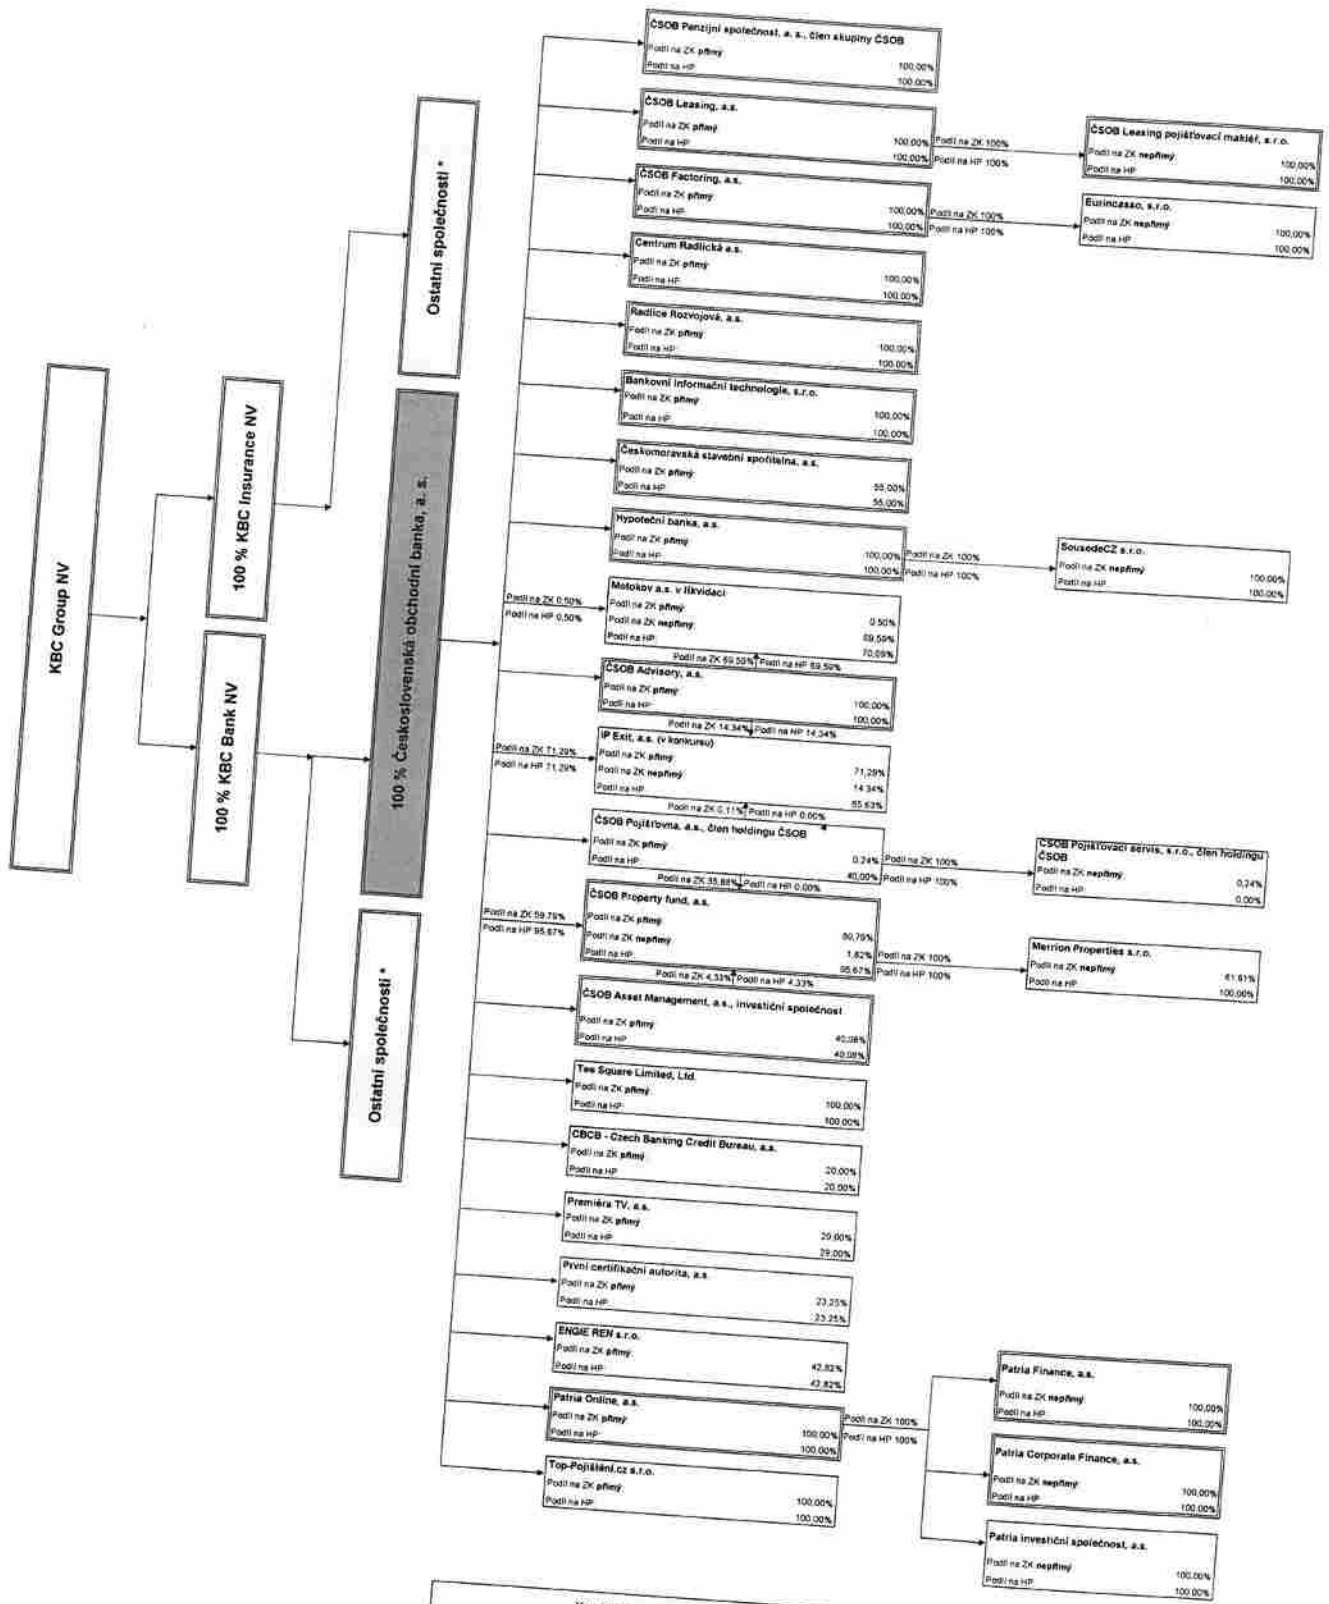 KBC Group NV
100 % KBC Insurance NV
100 % KBC Bank NV
Ostatní společnosti *
100 % Československá obchodní banka, a. s.
Ostatní společnosti *
ČSOB Penzijní společnost, a. s., člen skupiny ČSOB
Podíl na ZK přímý
100,00%
Podíl na HP
100,00%
ČSOB Leasing, a.s.
Podíl na ZK přímý
100,00%
Podíl na HP
100,00%
Podíl na ZK 100%
Podíl na HP 100%
ČSOB Leasing pojišťovací makléř, s.r.o.
Podíl na ZK nepřímý
100,00%
Podíl na HP
100,00%
ČSOB Factoring, a.s.
Podíl na ZK přímý
100,00%
Podíl na HP
100,00%
Podíl na ZK 100%
Podíl na HP 100%
Eurincasso, s.r.o.
Podíl na ZK nepřímý
100,00%
Podíl na HP
100,00%
Centrum Radlická a.s.
Podíl na ZK přímý
100,00%
Podíl na HP
100,00%
Radlice Rozvojová, a.s.
Podíl na ZK přímý
100,00%
Podíl na HP
100,00%
Bankovní informační technologie, s.r.o.
Podíl na ZK přímý
100,00%
Podíl na HP
100,00%
Českomoravská stavební spořitelna, a.s.
Podíl na ZK přímý
55,00%
Podíl na HP
55,00%
Hypoteční banka, a.s.
Podíl na ZK přímý
100,00%
Podíl na HP
100,00%
Podíl na ZK 100%
Podíl na HP 100%
SousedeCZ s.r.o.
Podíl na ZK nepřímý
100,00%
Podíl na HP
100,00%
Podíl na ZK 0,50%
Podíl na HP 0,50%
Motokov a.s. v likvidaci
Podíl na ZK přímý
0,50%
Podíl na ZK nepřímý
69,59%
Podíl na HP
70,09%
Podíl na ZK 69,59% Podíl na HP 69,59%
ČSOB Advisory, a.s.
Podíl na ZK přímý
100,00%
Podíl na HP
100,00%
Podíl na ZK 14,34% Podíl na HP 14,34%
Podíl na ZK 71,29%
Podíl na HP 71,29%
IP Exit, a.s. (v konkursu)
Podíl na ZK přímý
71,29%
Podíl na ZK nepřímý
14,34%
Podíl na HP
85,63%
Podíl na ZK 0,11% Podíl na HP 0,00%
ČSOB Pojišťovna, a.s., člen holdingu ČSOB
Podíl na ZK přímý
0,24%
Podíl na HP
40,00%
Podíl na ZK 100%
Podíl na HP 100%
ČSOB Pojišťovací servis, s.r.o., člen holdingu ČSOB
Podíl na ZK nepřímý
0,24%
Podíl na HP
0,00%
Podíl na ZK 35,88% Podíl na HP 0,00%
Podíl na ZK 59,79%
Podíl na HP 95,67%
ČSOB Property fund, a.s.
Podíl na ZK přímý
59,79%
Podíl na ZK nepřímý
1,82%
Podíl na HP
95,67%
Podíl na ZK 100%
Podíl na HP 100%
Merrion Properties s.r.o.
Podíl na ZK nepřímý
61,61%
Podíl na HP
100,00%
Podíl na ZK 4,33% Podíl na HP 4,33%
ČSOB Asset Management, a.s., investiční společnost
Podíl na ZK přímý
40,08%
Podíl na HP
40,08%
Tee Square Limited, Ltd.
Podíl na ZK přímý
100,00%
Podíl na HP
100,00%
CBCB - Czech Banking Credit Bureau, a.s.
Podíl na ZK přímý
20,00%
Podíl na HP
20,00%
Premiéra TV, a.s.
Podíl na ZK přímý
29,00%
Podíl na HP
29,00%
První certifikační autorita, a.s.
Podíl na ZK přímý
23,25%
Podíl na HP
23,25%
ENGIE REN s.r.o.
Podíl na ZK přímý
42,82%
Podíl na HP
42,82%
Patria Online, a.s.
Podíl na ZK přímý
100,00%
Podíl na HP
100,00%
Podíl na ZK 100%
Podíl na HP 100%
Patria Finance, a.s.
Podíl na ZK nepřímý
100,00%
Podíl na HP
100,00%
Patria Corporate Finance, a.s.
Podíl na ZK nepřímý
100,00%
Podíl na HP
100,00%
Patria investiční společnost, a.s.
Podíl na ZK nepřímý
100,00%
Podíl na HP
100,00%
Top-Pojištění.cz s.r.o.
Podíl na ZK přímý
100,00%
Podíl na HP
100,00%